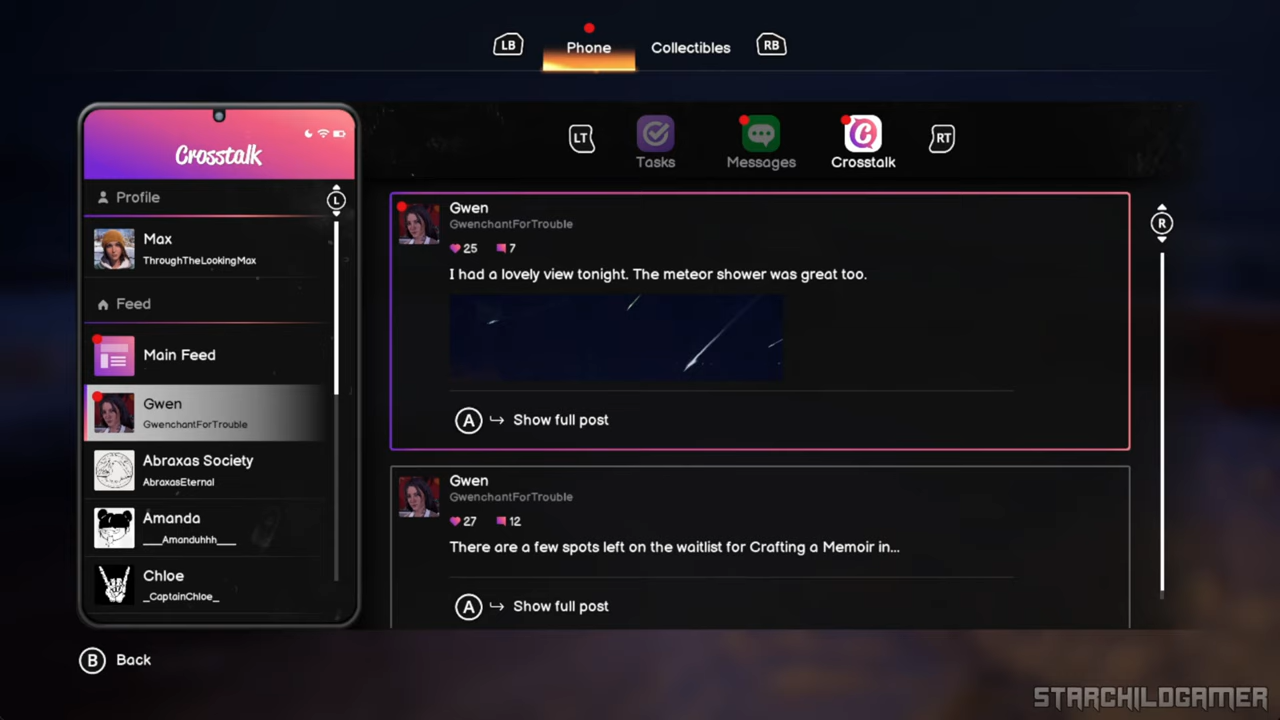 LB Phone Collectibles RB
Crosstalk
LT Tasks Messages Crosstalk RT
Profile
L
Max
ThroughTheLookingMax
Feed
Main Feed
Gwen
GwenchantForTrouble
Abraxas Society
AbraxasEternal
Amanda
___Amanduhhh___
Chloe
_CaptainChloe_
Gwen
GwenchantForTrouble
25 7
I had a lovely view tonight. The meteor shower was great too.
A Show full post
Gwen
GwenchantForTrouble
27 12
There are a few spots left on the waitlist for Crafting a Memoir in...
A Show full post
R
B Back
STARCHILDGAMER